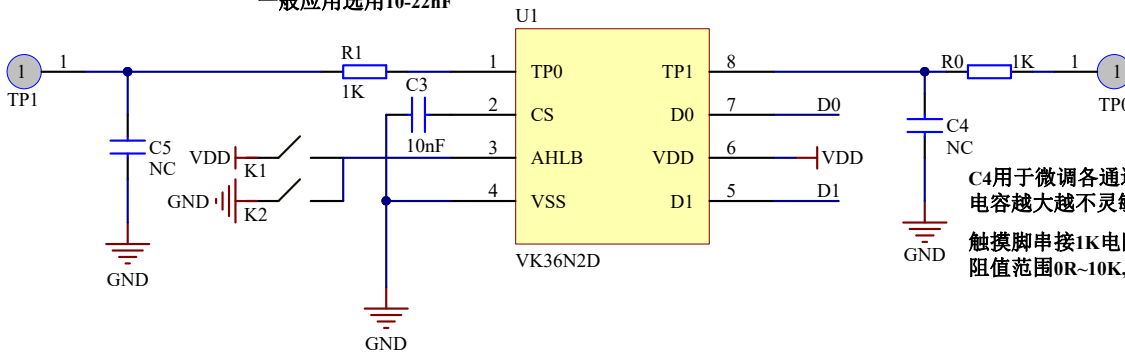 一般应用选用10-22nF
U1
1
1
TP1
R1
1K
1
TP0
TP1
8
R0
1K
1
1
TP0
C3
10nF
2
CS
D0
7
D0
C5
NC
VDD
K1
3
AHLB
VDD
6
VDD
C4
NC
GND
K2
4
VSS
D1
5
D1
C4用于微调各通
电容越大越不灵
GND
VK36N2D
GND
触摸脚串接1K电
阻值范围0R~10K,
GND